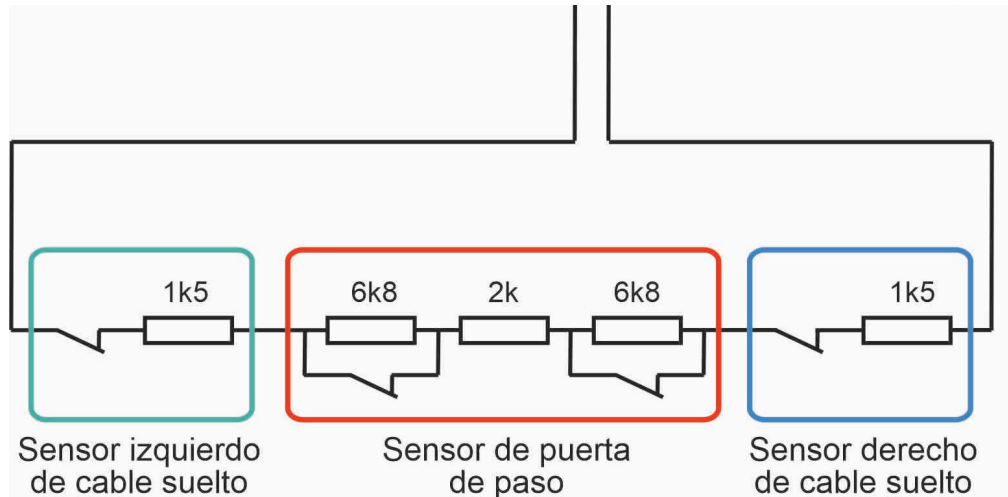 1k5
6k8
2k
6k8
1k5
Sensor izquierdo
de cable suelto
Sensor de puerta
de paso
Sensor derecho
de cable suelto